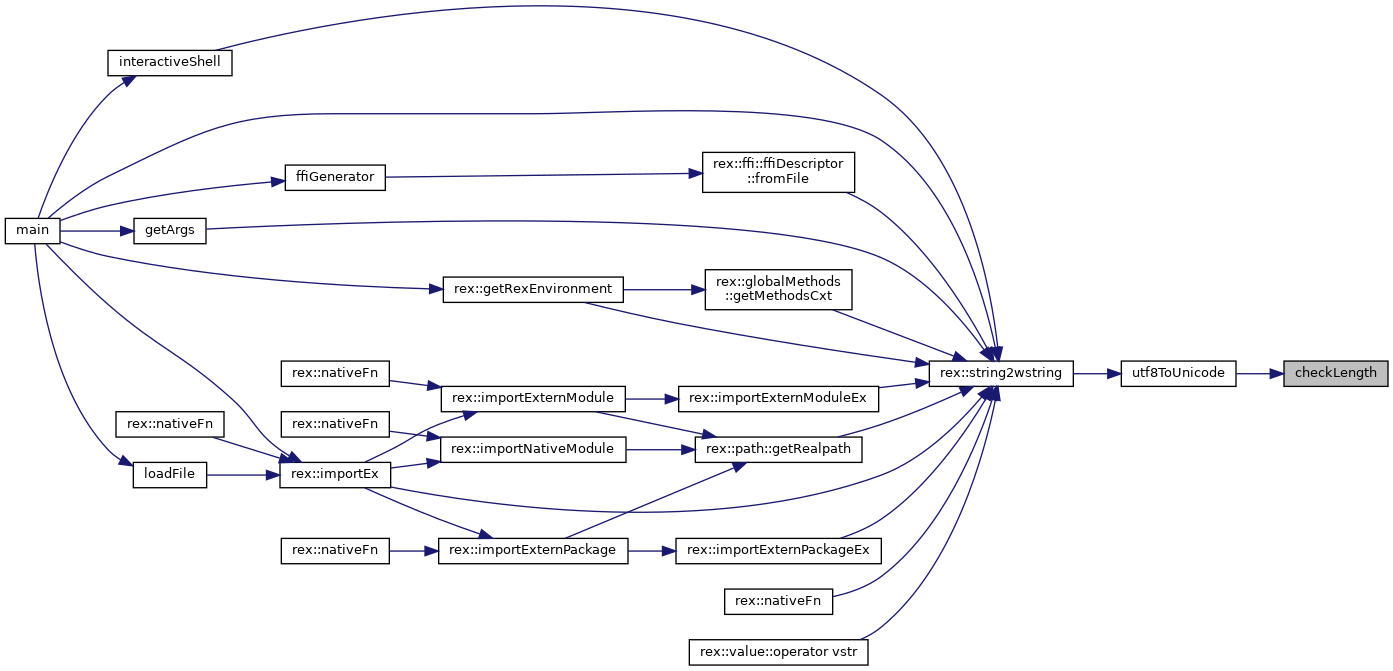 interactiveShell
rex::ffi::ffiDescriptor
::fromFile
ffiGenerator
main
getArgs
rex::globalMethods
::getMethodsCxt
rex::getRexEnvironment
rex::nativeFn
rex::string2wstring
utf8ToUnicode
checkLength
rex::importExternModule
rex::importExternModuleEx
rex::nativeFn
rex::nativeFn
rex::importNativeModule
rex::path::getRealpath
loadFile
rex::importEx
rex::nativeFn
rex::importExternPackage
rex::importExternPackageEx
rex::nativeFn
rex::value::operator vstr